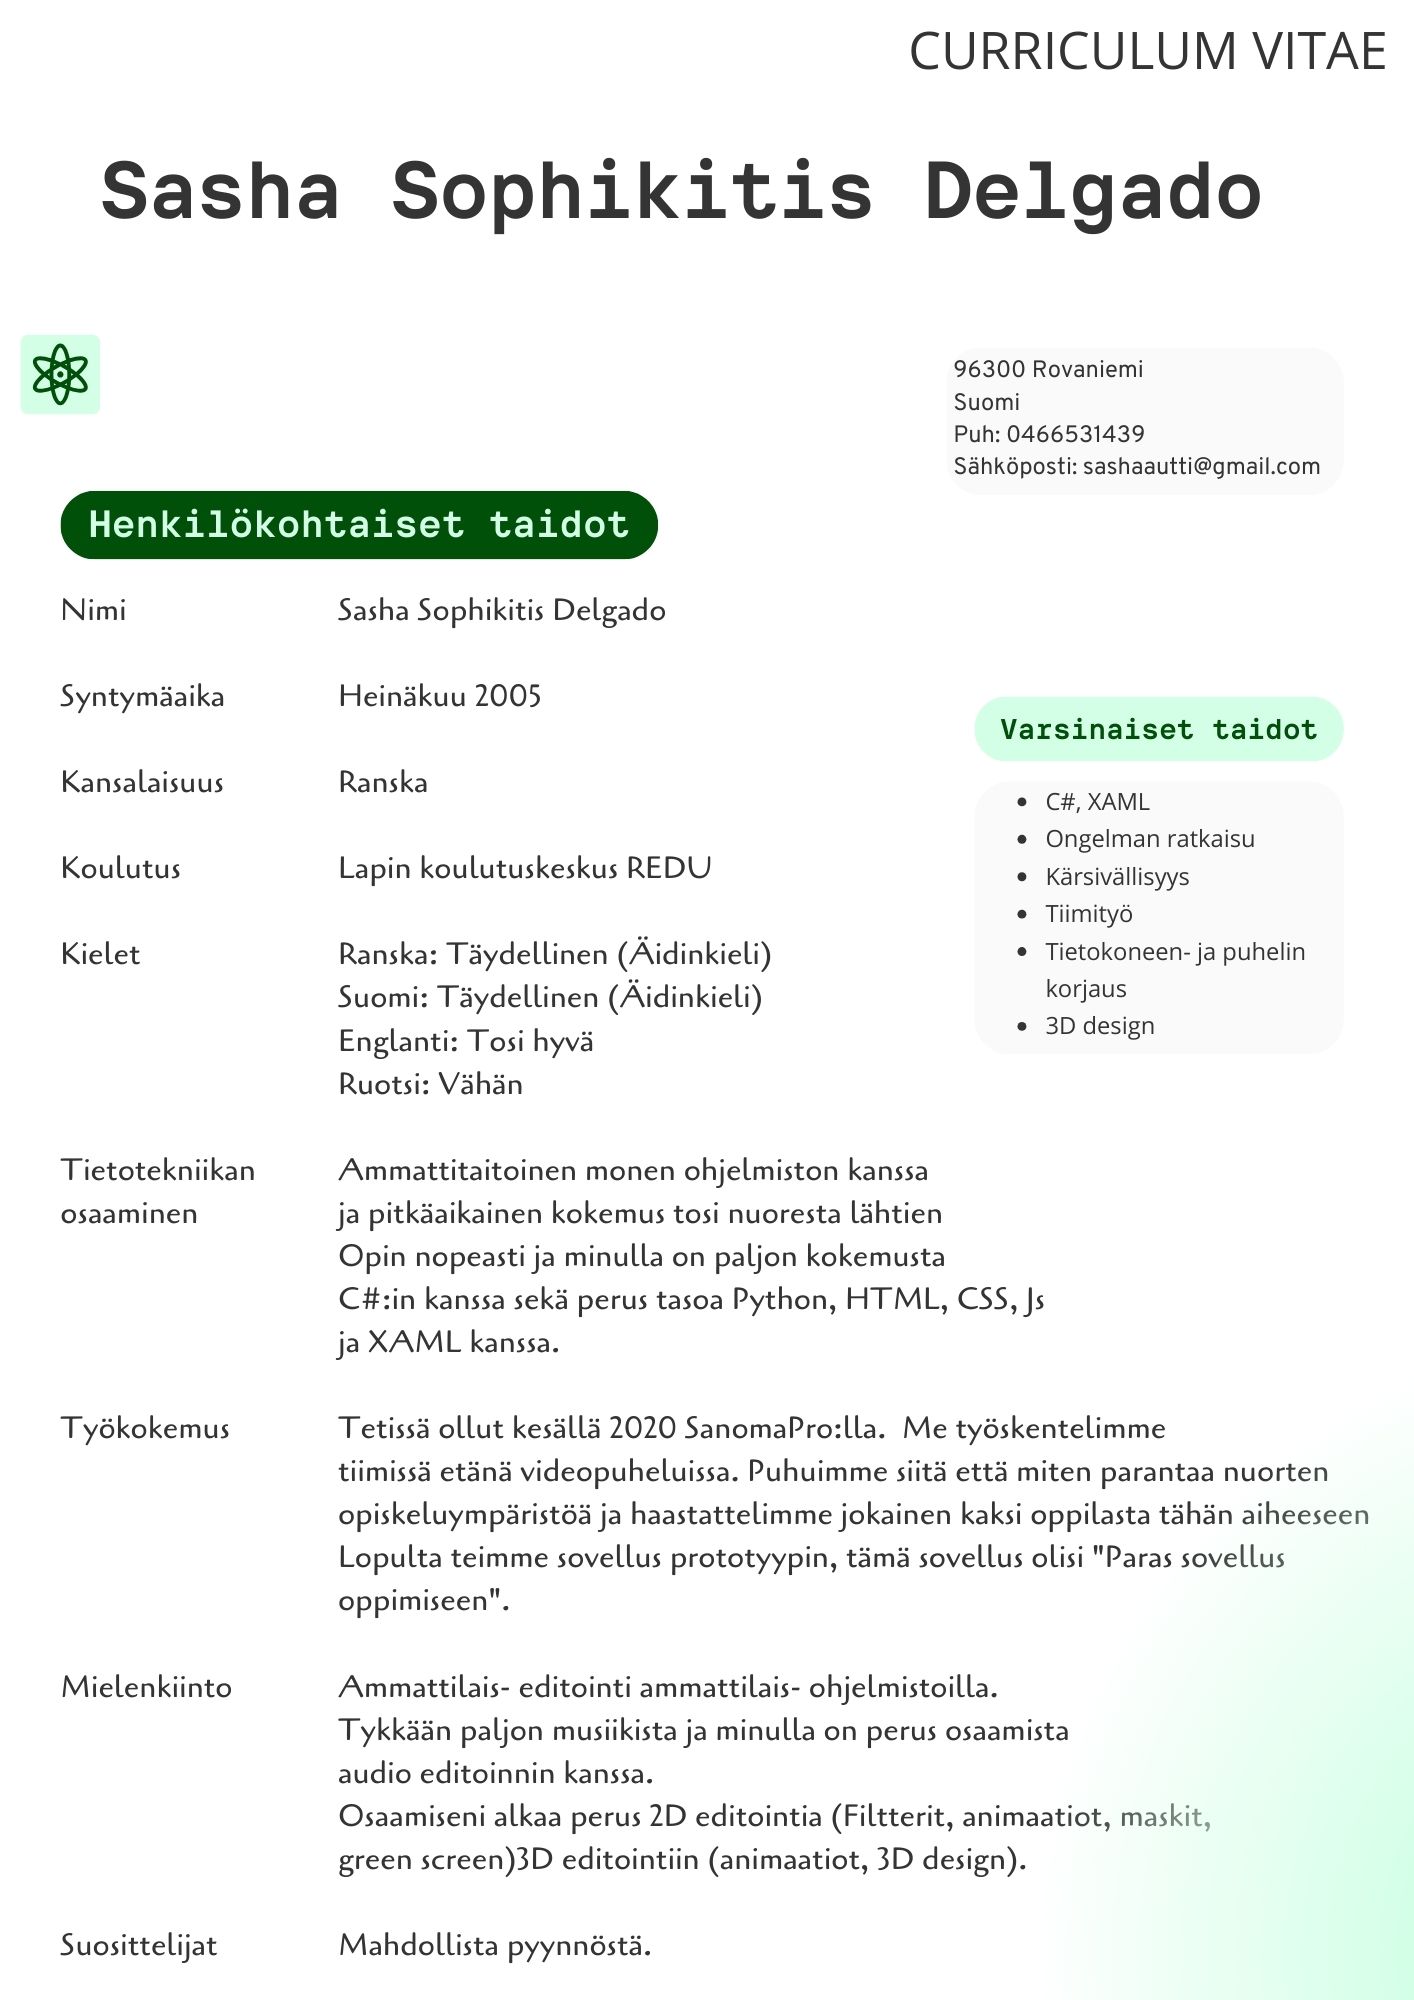 CURRICULUM VITAE
Sasha Sophikitis Delgado
96300 Rovaniemi
Suomi
Puh: 0466531439
Sähköposti: sashaautti@gmail.com
Henkilökohtaiset taidot
Nimi Sasha Sophikitis Delgado
Syntymäaika Heinäkuu 2005
Kansalaisuus Ranska
Koulutus Lapin koulutuskeskus REDU
Kielet Ranska: Täydellinen (Äidinkieli)
Suomi: Täydellinen (Äidinkieli)
Englanti: Tosi hyvä
Ruotsi: Vähän
Varsinaiset taidot
• C#, XAML
• Ongelman ratkaisu
• Kärsivällisyys
• Tiimityö
• Tietokoneen- ja puhelin
korjaus
• 3D design
Tietotekniikan Ammattitaitoinen monen ohjelmiston kanssa
osaaminen ja pitkäaikainen kokemus tosi nuoresta lähtien
Opin nopeasti ja minulla on paljon kokemusta
C#:in kanssa sekä perus tasoa Python, HTML, CSS, Js
ja XAML kanssa.
Työkokemus Tetissä ollut kesällä 2020 SanomaPro:lla.  Me työskentelimme
tiimissä etänä videopuheluissa. Puhuimme siitä että miten parantaa nuorten
opiskeluympäristöä ja haastattelimme jokainen kaksi oppilasta tähän aiheeseen
Lopulta teimme sovellus prototyypin, tämä sovellus olisi "Paras sovellus
oppimiseen".
Mielenkiinto Ammattilais- editointi ammattilais- ohjelmistoilla.
Tykkään paljon musiikista ja minulla on perus osaamista
audio editoinnin kanssa.
Osaamiseni alkaa perus 2D editointia (Filtterit, animaatiot, maskit,
green screen)3D editointiin (animaatiot, 3D design).
Suosittelijat Mahdollista pyynnöstä.